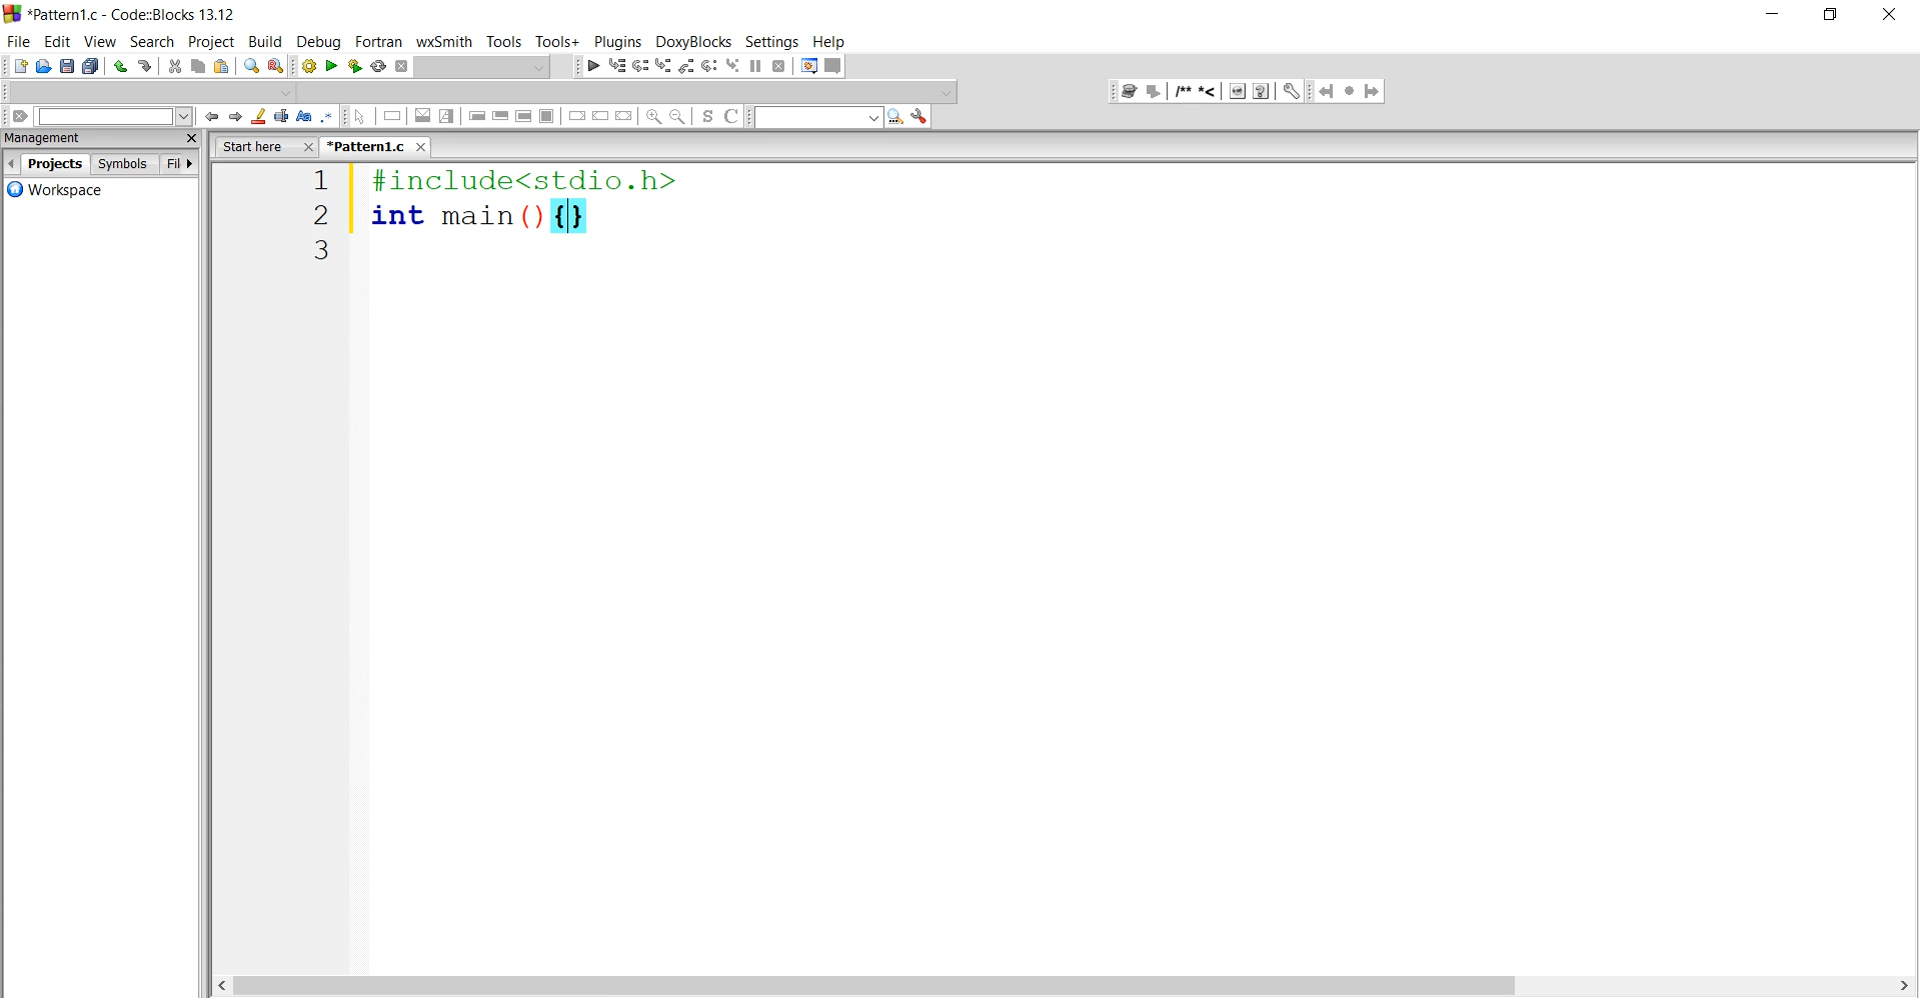 *Pattern1.c - Code::Blocks 13.12
File Edit View Search Project Build Debug Fortran wxSmith Tools Tools+ Plugins DoxyBlocks Settings Help
/** *<
Aa .* S C
Management
Start here *Pattern1.c
Projects Symbols Fil
Workspace
1 #include<stdio.h>
2 int main(){}
3